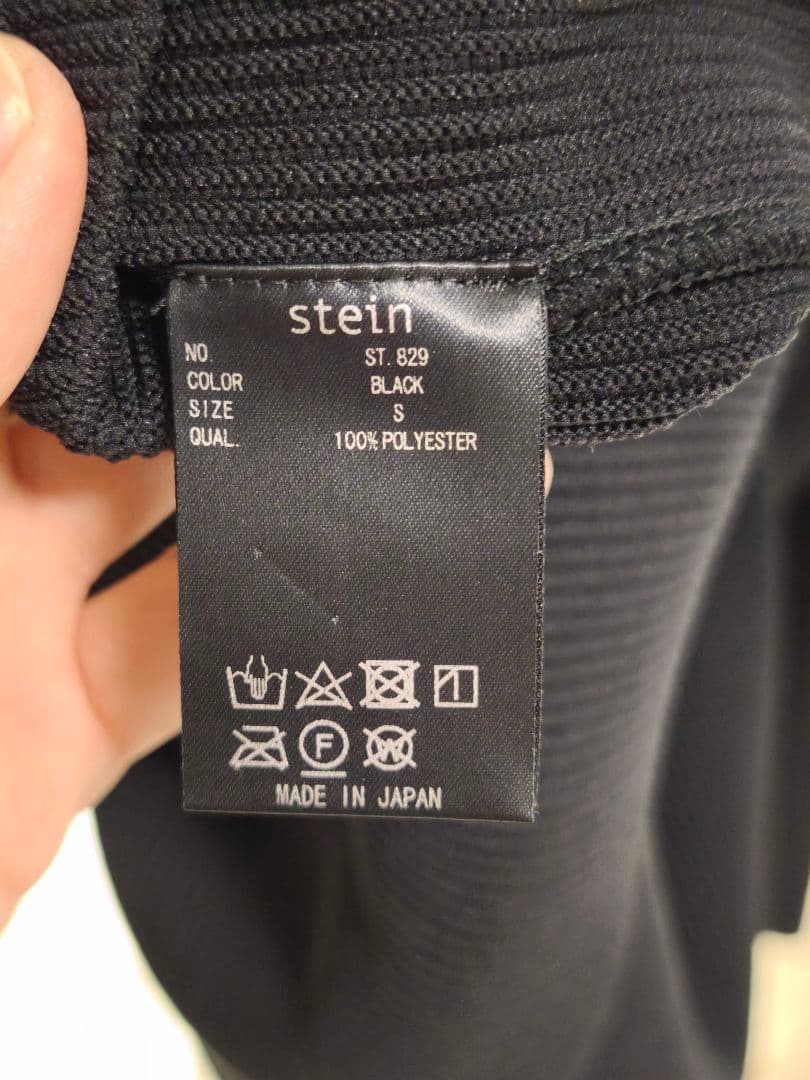 stein
NO. ST. 829
COLOR BLACK
SIZE S
QUAL. 100% POLYESTER
F W
MADE IN JAPAN